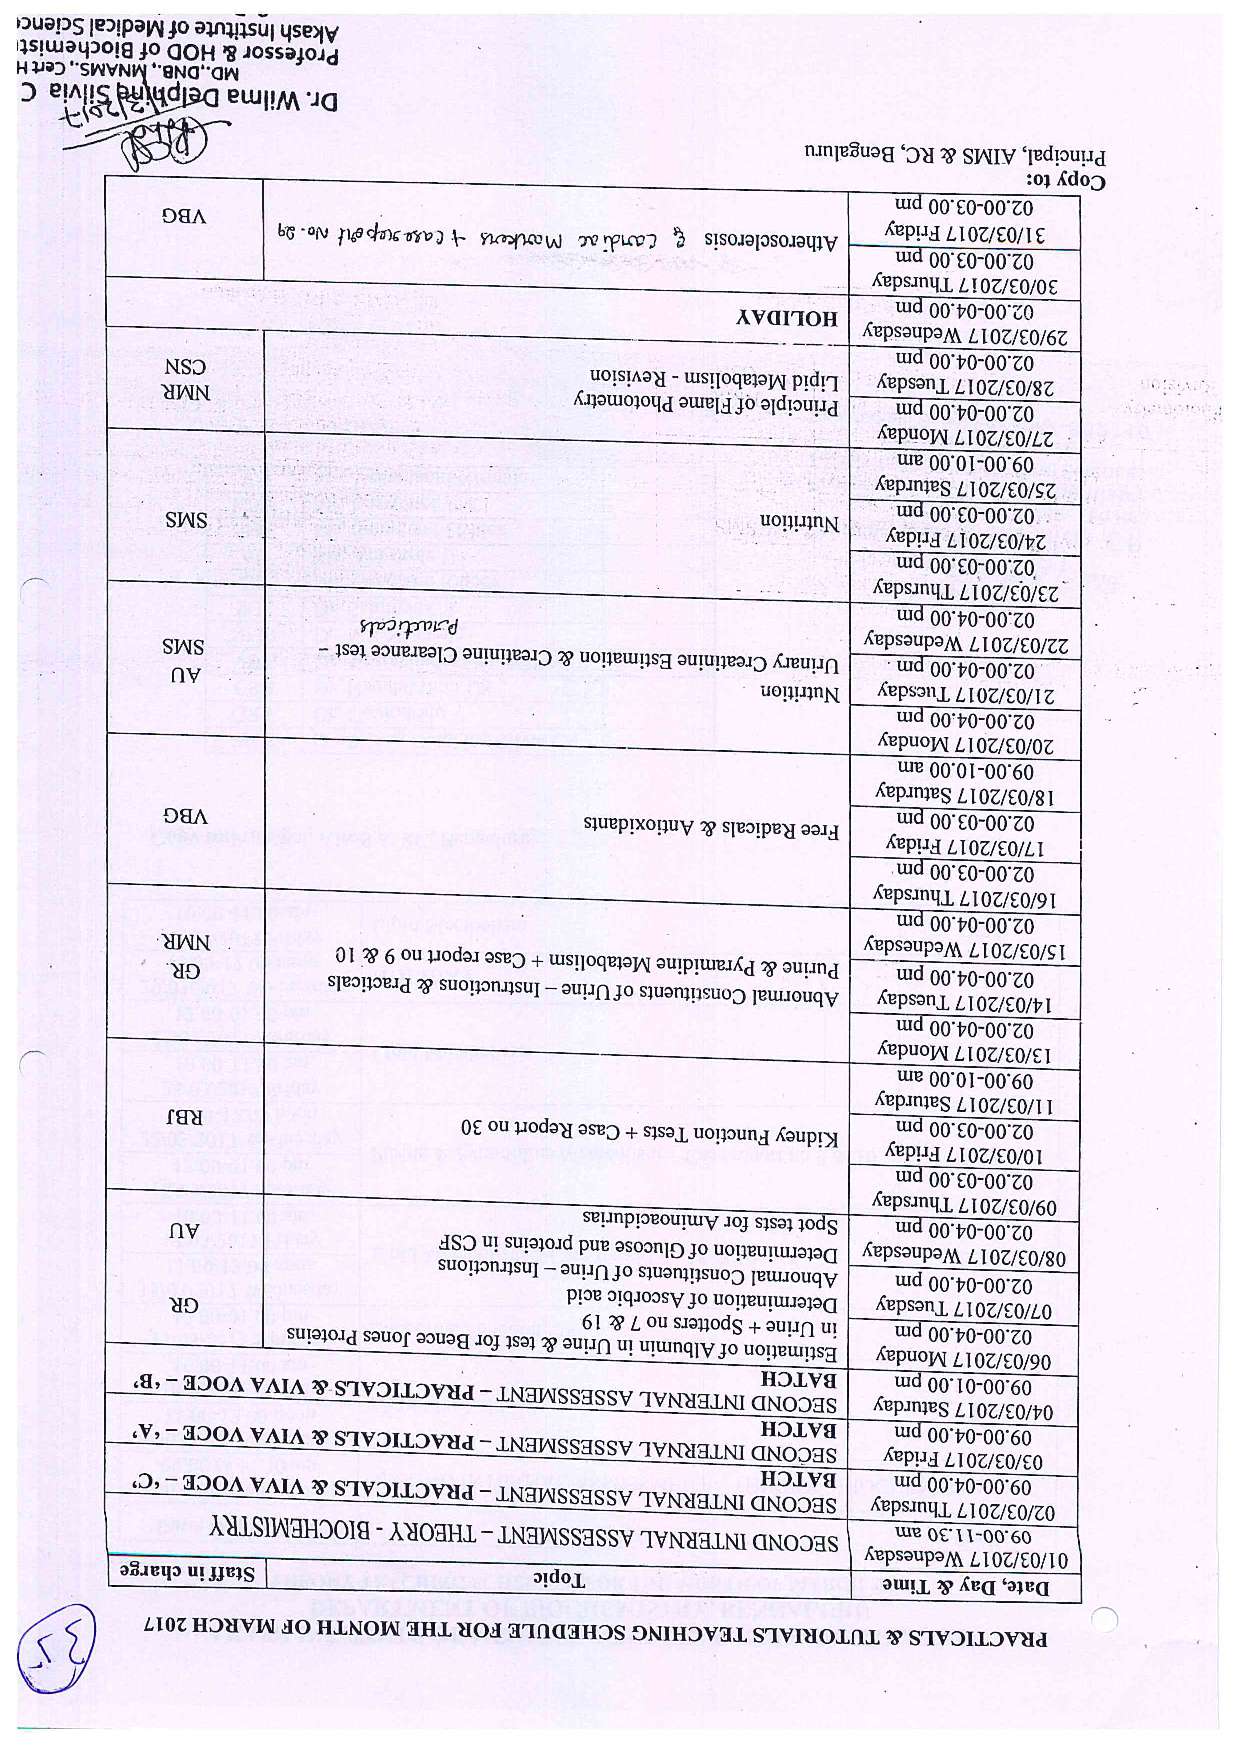 35
PRACTICALS & TUTORIALS TEACHING SCHEDULE FOR THE MONTH OF MARCH 2017
Date, Day & Time Topic Staff in charge
01/03/2017 Wednesday
09.00-11.30 am
SECOND INTERNAL ASSESSMENT – THEORY - BIOCHEMISTRY
02/03/2017 Thursday
09.00-04.00 pm
SECOND INTERNAL ASSESSMENT – PRACTICALS & VIVA VOCE – ‘C’
BATCH
03/03/2017 Friday
09.00-04.00 pm
SECOND INTERNAL ASSESSMENT – PRACTICALS & VIVA VOCE – ‘A’
BATCH
04/03/2017 Saturday
09.00-01.00 pm
SECOND INTERNAL ASSESSMENT – PRACTICALS & VIVA VOCE – ‘B’
BATCH
06/03/2017 Monday
02.00-04.00 pm
07/03/2017 Tuesday
02.00-04.00 pm
08/03/2017 Wednesday
02.00-04.00 pm
Estimation of Albumin in Urine & test for Bence Jones Proteins
in Urine + Spotters no 7 & 19
Determination of Ascorbic acid
Abnormal Constituents of Urine – Instructions
Determination of Glucose and proteins in CSF
Spot tests for Aminoacidurias
GR
AU
09/03/2017 Thursday
02.00-03.00 pm
10/03/2017 Friday
02.00-03.00 pm
11/03/2017 Saturday
09.00-10.00 am
Kidney Function Tests + Case Report no 30
RBJ
13/03/2017 Monday
02.00-04.00 pm
14/03/2017 Tuesday
02.00-04 00 pm
15/03/2017 Wednesday
02.00-04.00 pm
Abnormal Constituents of Urine – Instructions & Practicals
Purine & Pyramidine Metabolism + Case report no 9 & 10
GR
NMR
16/03/2017 Thursday
02.00-03.00 pm
17/03/2017 Friday
02.00-03.00 pm
18/03/2017 Saturday
09.00-10.00 am
Free Radicals & Antioxidants
VBG
20/03/2017 Monday
02.00-04.00 pm
21/03/2017 Tuesday
02.00-04.00 pm
22/03/2017 Wednesday
02.00-04.00 pm
Nutrition
Urinary Creatinine Estimation & Creatinine Clearance test –
Practicals
AU
SMS
23/03/2017 Thursday
02.00-03.00 pm
24/03/2017 Friday
02.00-03.00 pm
25/03/2017 Saturday
09.00-10.00 am
Nutrition
SMS
27/03/2017 Monday
02.00-04.00 pm
28/03/2017 Tuesday
02.00-04.00 pm
Principle of Flame Photometry
Lipid Metabolism - Revision
NMR
CSN
29/03/2017 Wednesday
02.00-04.00 pm
HOLIDAY
30/03/2017 Thursday
02.00-03.00 pm
31/03/2017 Friday
02.00-03.00 pm
Atherosclerosis & Cardiac Markers + Case report No. 29
VBG
Copy to:
Principal, AIMS & RC, Bengaluru
Dr. Wilma Delphine Silvia C
MD.,DNB., MNAMS., Cert H
Professor & HOD of Biochemist
Akash Institute of Medical Scienc